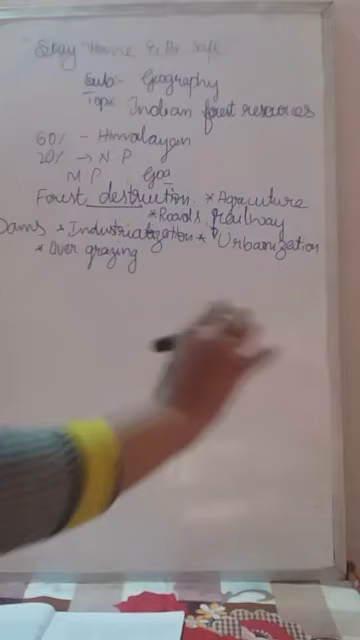 Stay Home & Be Safe
Sub:- Geography
Topic Indian forest resources
60% - Himalayan
20% → N P
M P Goa
Forest destruction. * Agriculture
* Roads, Railway
Dams * Industrialization * Urbanization
* Over grazing